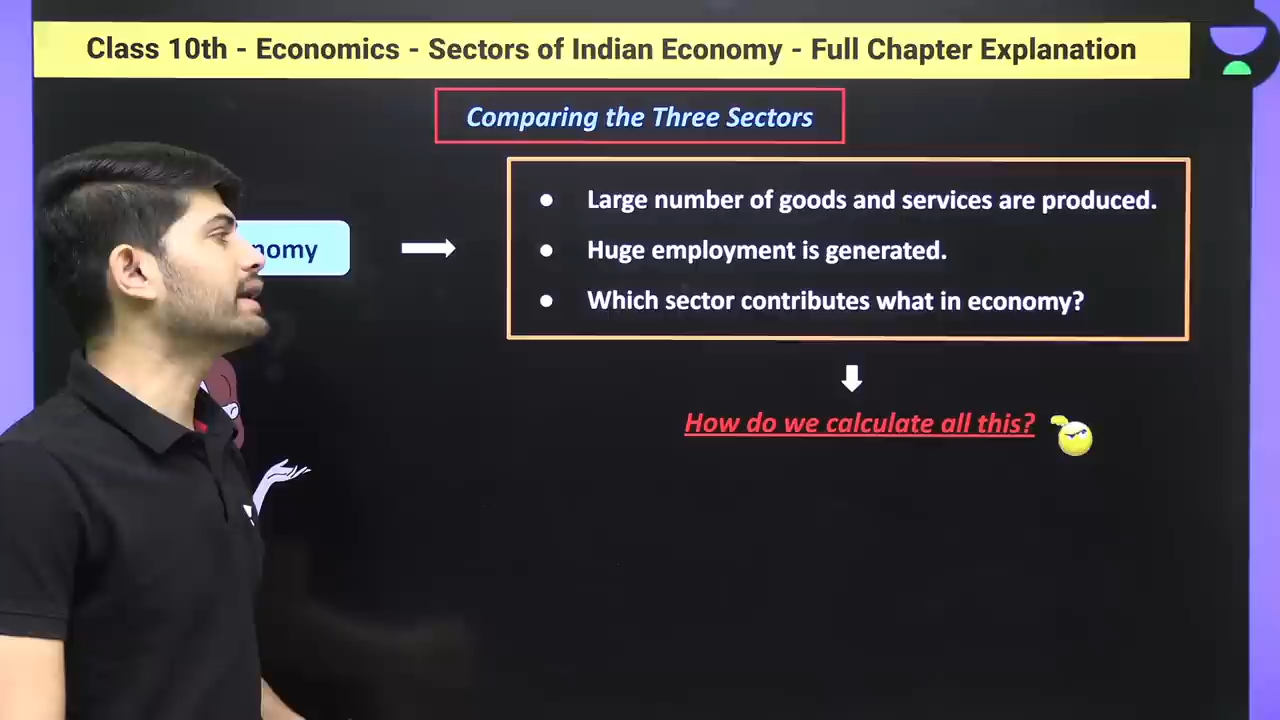 Class 10th - Economics - Sectors of Indian Economy - Full Chapter Explanation
Comparing the Three Sectors
nomy
● Large number of goods and services are produced.
● Huge employment is generated.
● Which sector contributes what in economy?
How do we calculate all this?